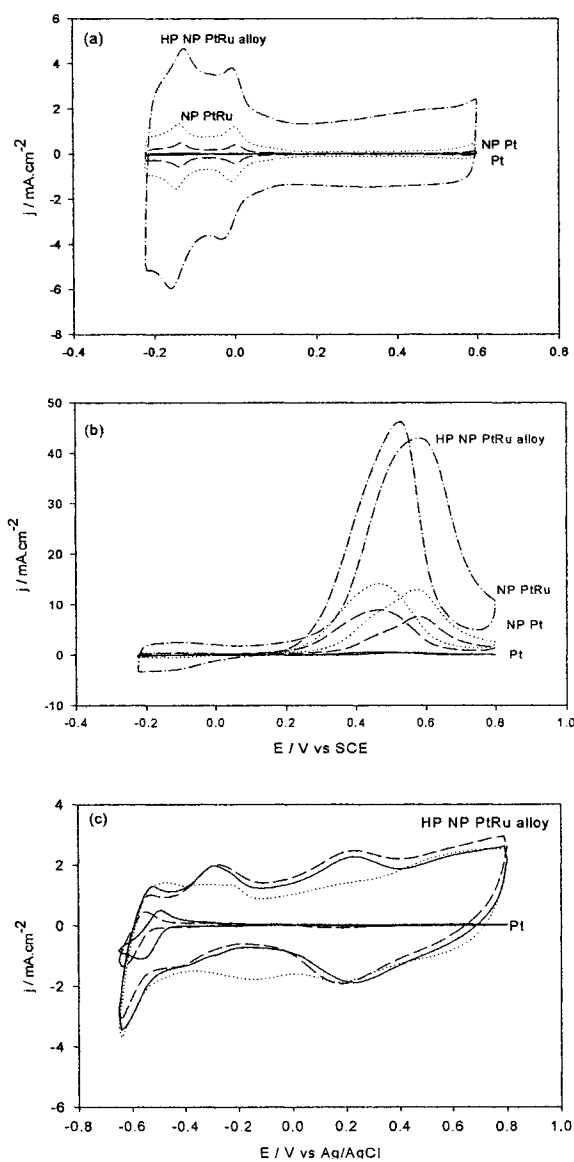 (a)
HP NP PtRu alloy
NP PtRu
NP Pt
Pt
j / mA.cm-2
6
4
2
0
-2
-4
-6
-8
-0.4 -0.2 0.0 0.2 0.4 0.6 0.8
(b)
HP NP PtRu alloy
NP PtRu
NP Pt
Pt
j / mA.cm-2
50
40
30
20
10
0
-10
-0.4 -0.2 0.0 0.2 0.4 0.6 0.8 1.0
E / V vs SCE
(c)
HP NP PtRu alloy
Pt
j / mA.cm-2
4
2
0
-2
-4
-6
-0.8 -0.6 -0.4 -0.2 0.0 0.2 0.4 0.6 0.8 1.0
E / V vs Ag/AgCl